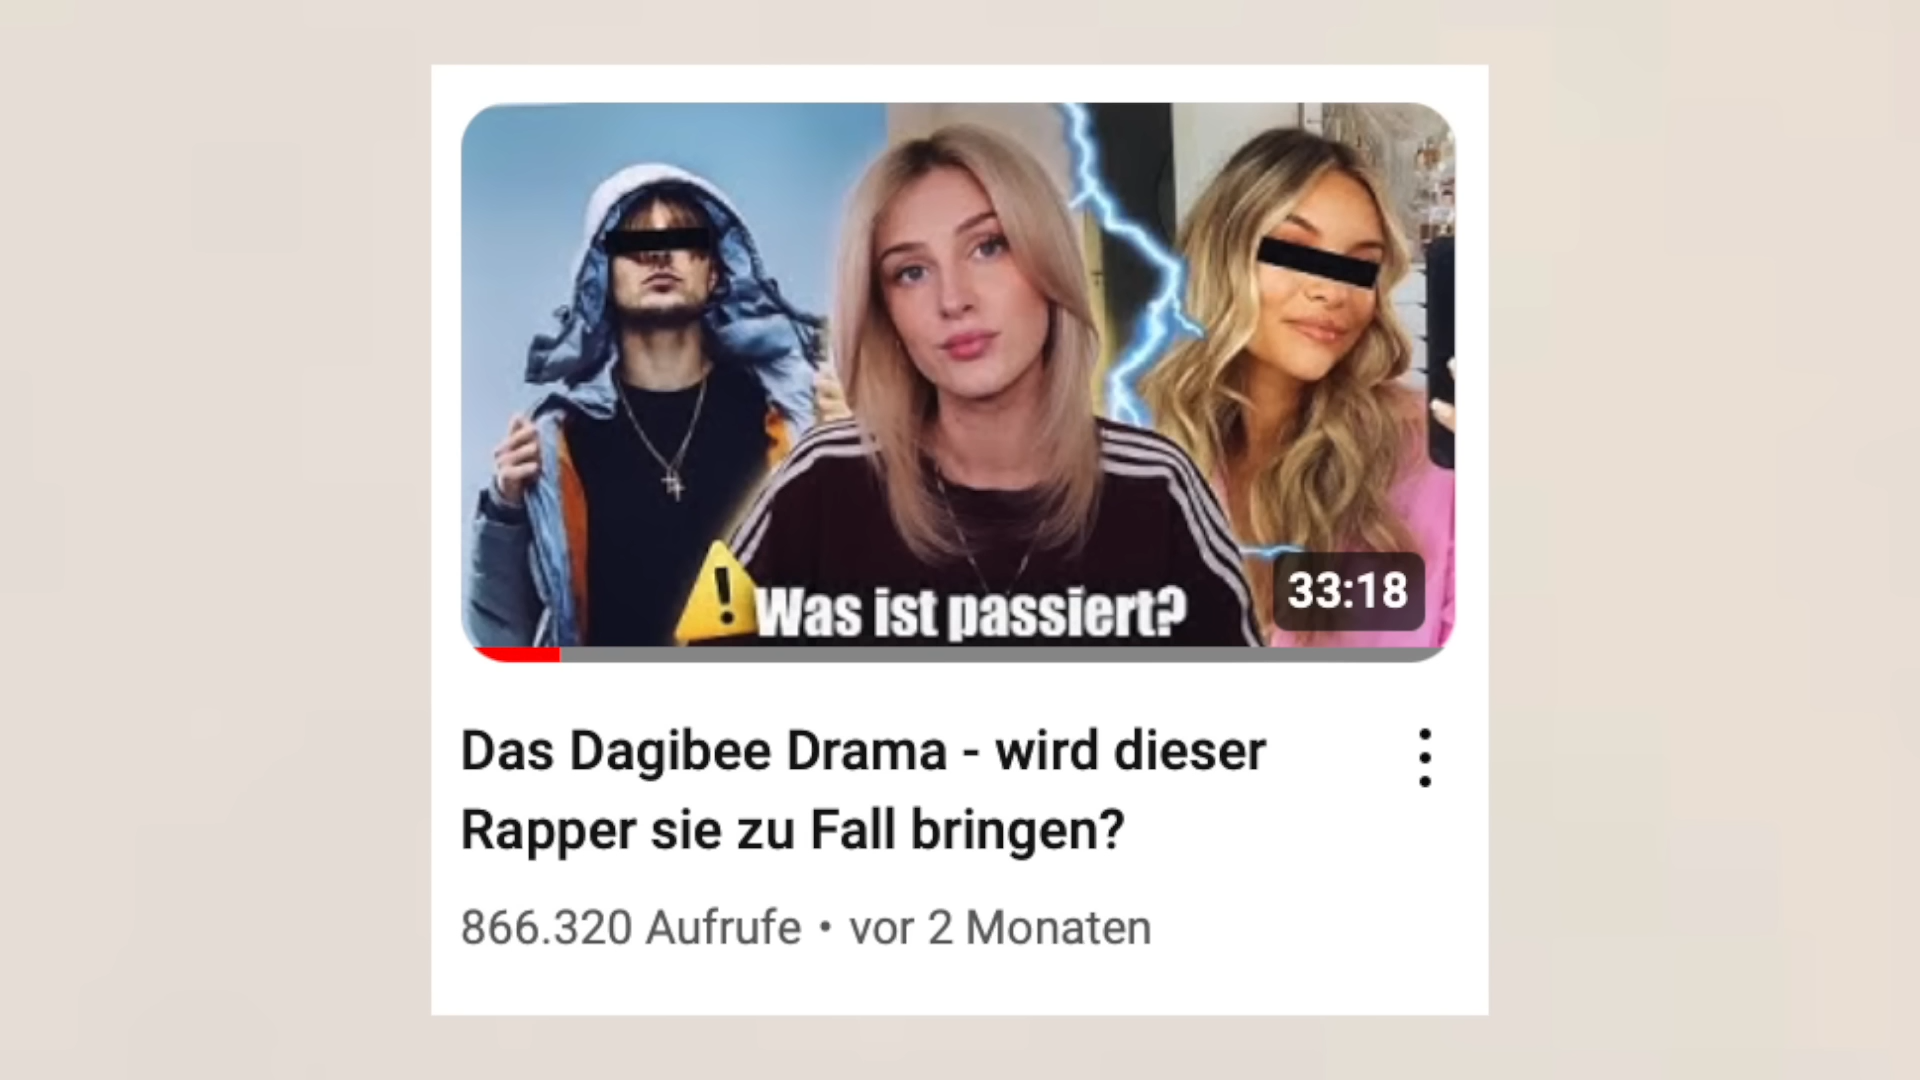 ! Was ist passiert?
33:18
Das Dagibee Drama - wird dieser
Rapper sie zu Fall bringen?
866.320 Aufrufe • vor 2 Monaten